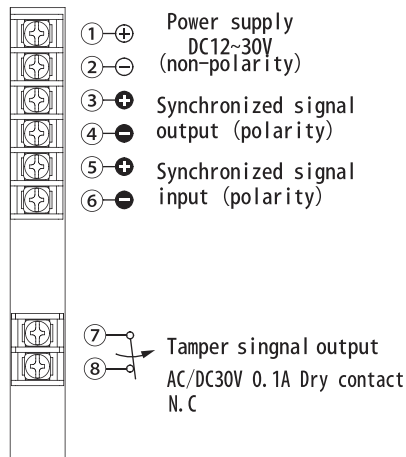 ① ⊕ Power supply
DC12~30V
② ⊖ (non-polarity)
③ ⊕ Synchronized signal
④ ⊖ output (polarity)
⑤ ⊕ Synchronized signal
⑥ ⊖ input (polarity)
⑦
Tamper singnal output
⑧
AC/DC30V 0.1A Dry contact
N.C